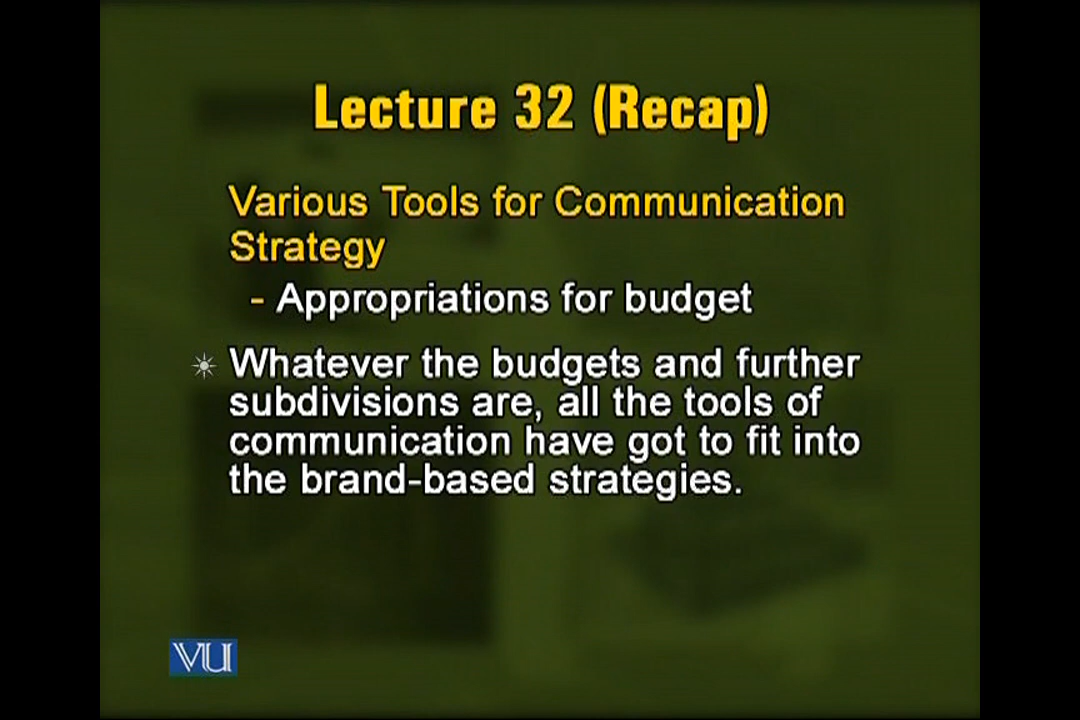 Lecture 32 (Recap)
Various Tools for Communication
Strategy
- Appropriations for budget
Whatever the budgets and further
subdivisions are, all the tools of
communication have got to fit into
the brand-based strategies.
VU